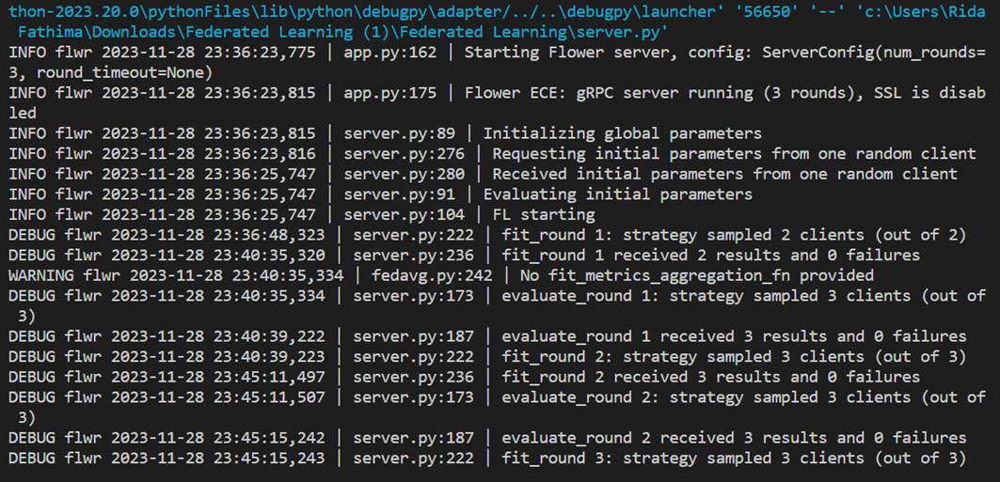 thon-2023.20.0\pythonFiles\lib\python\debugpy\adapter/../..\debugpy\launcher' '56650' '--' 'c:\Users\Rida
Fathima\Downloads\Federated Learning (1)\Federated Learning\server.py'
INFO flwr 2023-11-28 23:36:23,775 | app.py:162 | Starting Flower server, config: ServerConfig(num_rounds=
3, round_timeout=None)
INFO flwr 2023-11-28 23:36:23,815 | app.py:175 | Flower ECE: gRPC server running (3 rounds), SSL is disab
led
INFO flwr 2023-11-28 23:36:23,815 | server.py:89 | Initializing global parameters
INFO flwr 2023-11-28 23:36:23,816 | server.py:276 | Requesting initial parameters from one random client
INFO flwr 2023-11-28 23:36:25,747 | server.py:280 | Received initial parameters from one random client
INFO flwr 2023-11-28 23:36:25,747 | server.py:91 | Evaluating initial parameters
INFO flwr 2023-11-28 23:36:25,747 | server.py:104 | FL starting
DEBUG flwr 2023-11-28 23:36:48,323 | server.py:222 | fit_round 1: strategy sampled 2 clients (out of 2)
DEBUG flwr 2023-11-28 23:40:35,320 | server.py:236 | fit_round 1 received 2 results and 0 failures
WARNING flwr 2023-11-28 23:40:35,334 | fedavg.py:242 | No fit_metrics_aggregation_fn provided
DEBUG flwr 2023-11-28 23:40:35,334 | server.py:173 | evaluate_round 1: strategy sampled 3 clients (out of
3)
DEBUG flwr 2023-11-28 23:40:39,222 | server.py:187 | evaluate_round 1 received 3 results and 0 failures
DEBUG flwr 2023-11-28 23:40:39,223 | server.py:222 | fit_round 2: strategy sampled 3 clients (out of 3)
DEBUG flwr 2023-11-28 23:45:11,497 | server.py:236 | fit_round 2 received 3 results and 0 failures
DEBUG flwr 2023-11-28 23:45:11,507 | server.py:173 | evaluate_round 2: strategy sampled 3 clients (out of
3)
DEBUG flwr 2023-11-28 23:45:15,242 | server.py:187 | evaluate_round 2 received 3 results and 0 failures
DEBUG flwr 2023-11-28 23:45:15,243 | server.py:222 | fit_round 3: strategy sampled 3 clients (out of 3)